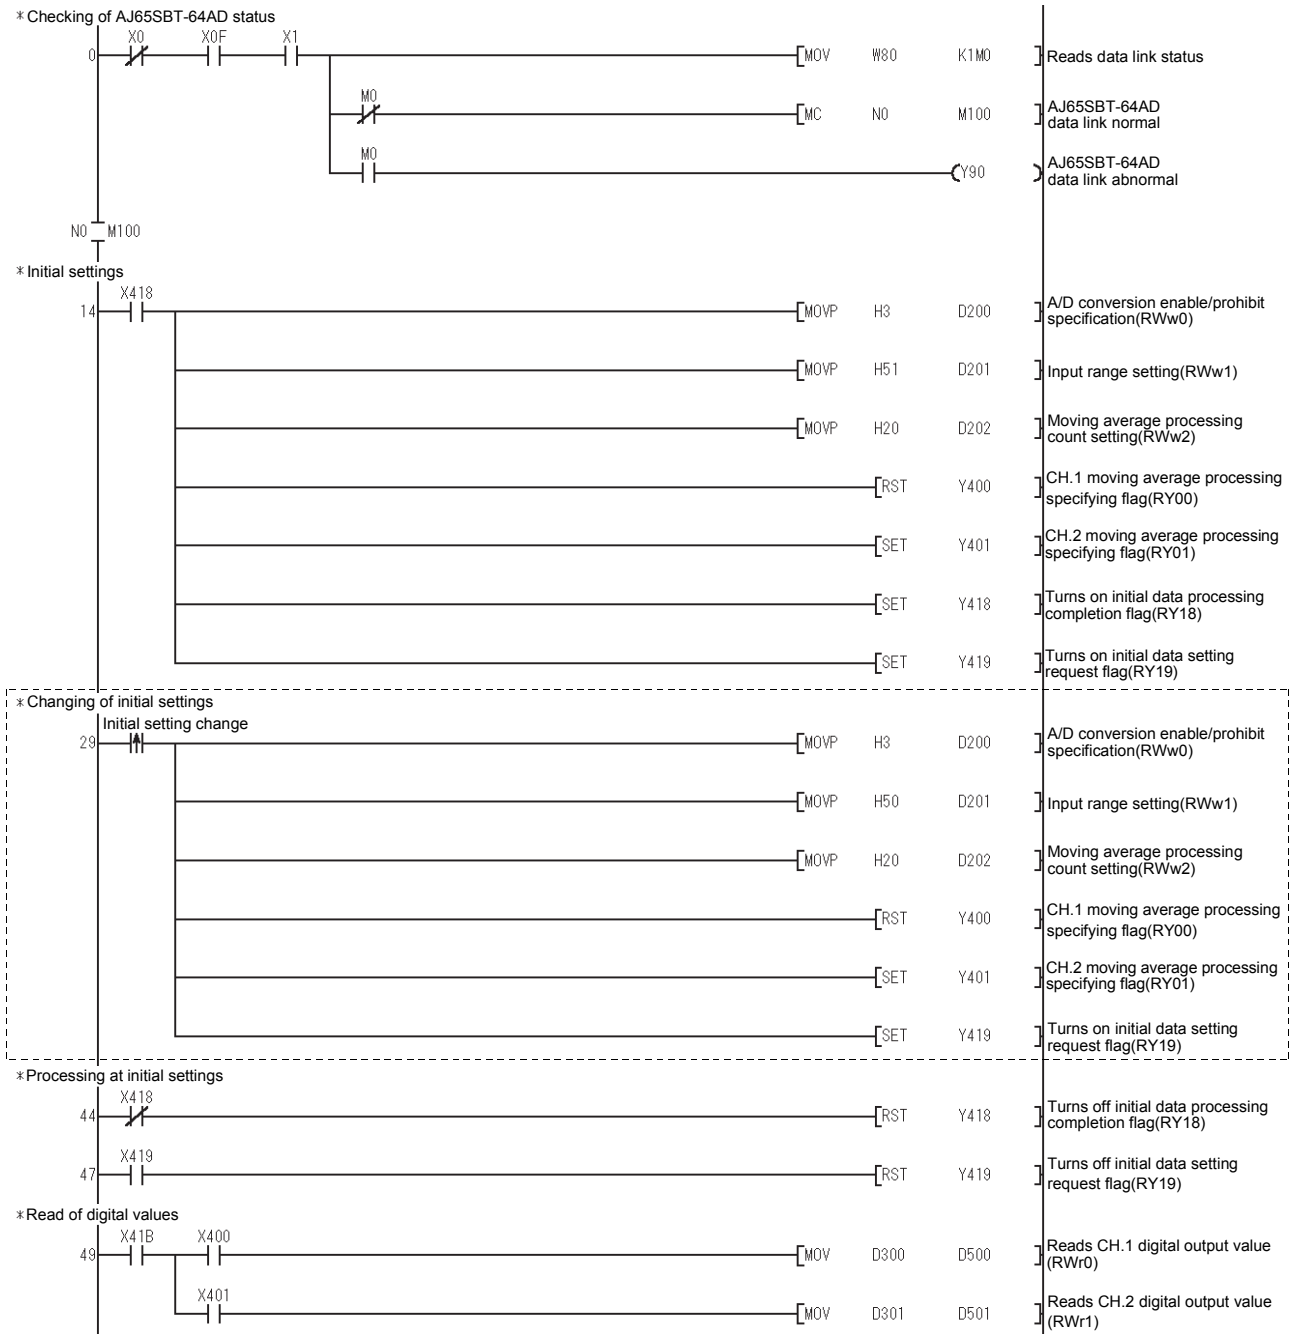 *Checking of AJ65SBT-64AD status
X0 X0F X1
0 MOV W80 K1M0 Reads data link status
M0
MC N0 M100 AJ65SBT-64AD
data link normal
M0
Y90 AJ65SBT-64AD
data link abnormal
N0 M100
*Initial settings
X418
14 MOVP H3 D200 A/D conversion enable/prohibit
specification(RWw0)
MOVP H51 D201 Input range setting(RWw1)
MOVP H20 D202 Moving average processing
count setting(RWw2)
RST Y400 CH.1 moving average processing
specifying flag(RY00)
SET Y401 CH.2 moving average processing
specifying flag(RY01)
SET Y418 Turns on initial data processing
completion flag(RY18)
SET Y419 Turns on initial data setting
request flag(RY19)
*Changing of initial settings
Initial setting change
29 MOVP H3 D200 A/D conversion enable/prohibit
specification(RWw0)
MOVP H50 D201 Input range setting(RWw1)
MOVP H20 D202 Moving average processing
count setting(RWw2)
RST Y400 CH.1 moving average processing
specifying flag(RY00)
SET Y401 CH.2 moving average processing
specifying flag(RY01)
SET Y419 Turns on initial data setting
request flag(RY19)
*Processing at initial settings
X418
44 RST Y418 Turns off initial data processing
completion flag(RY18)
X419
47 RST Y419 Turns off initial data setting
request flag(RY19)
*Read of digital values
X41B X400
49 MOV D300 D500 Reads CH.1 digital output value
(RWr0)
X401
MOV D301 D501 Reads CH.2 digital output value
(RWr1)